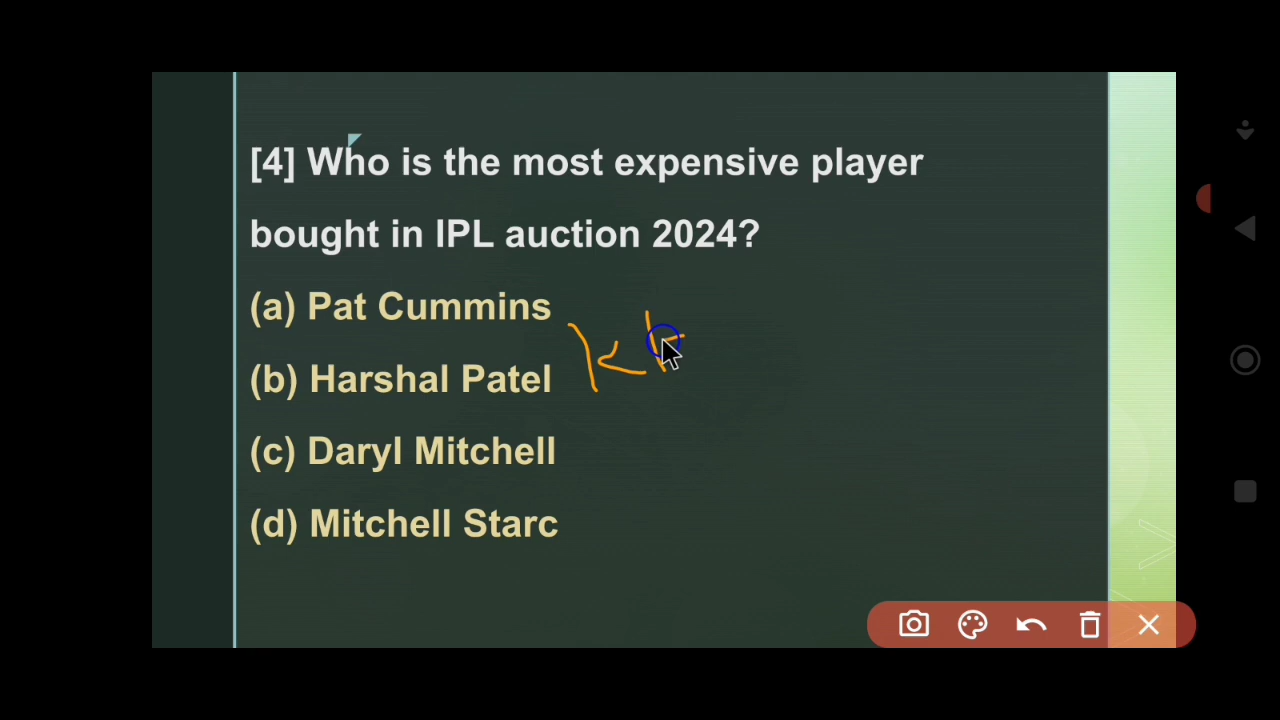 [4] Who is the most expensive player
bought in IPL auction 2024?
(a) Pat Cummins
(b) Harshal Patel
(c) Daryl Mitchell
(d) Mitchell Starc